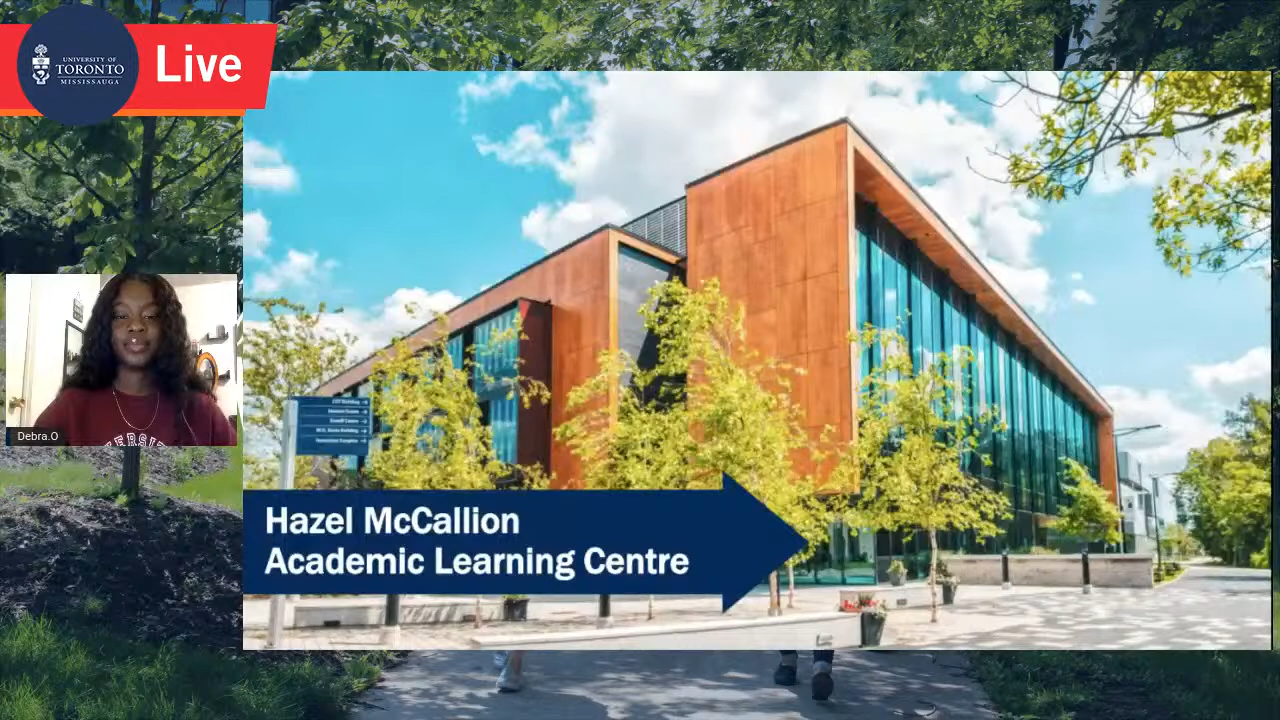 UNIVERSITY OF
TORONTO
MISSISSAUGA
Live
Debra.O
Hazel McCallion
Academic Learning Centre